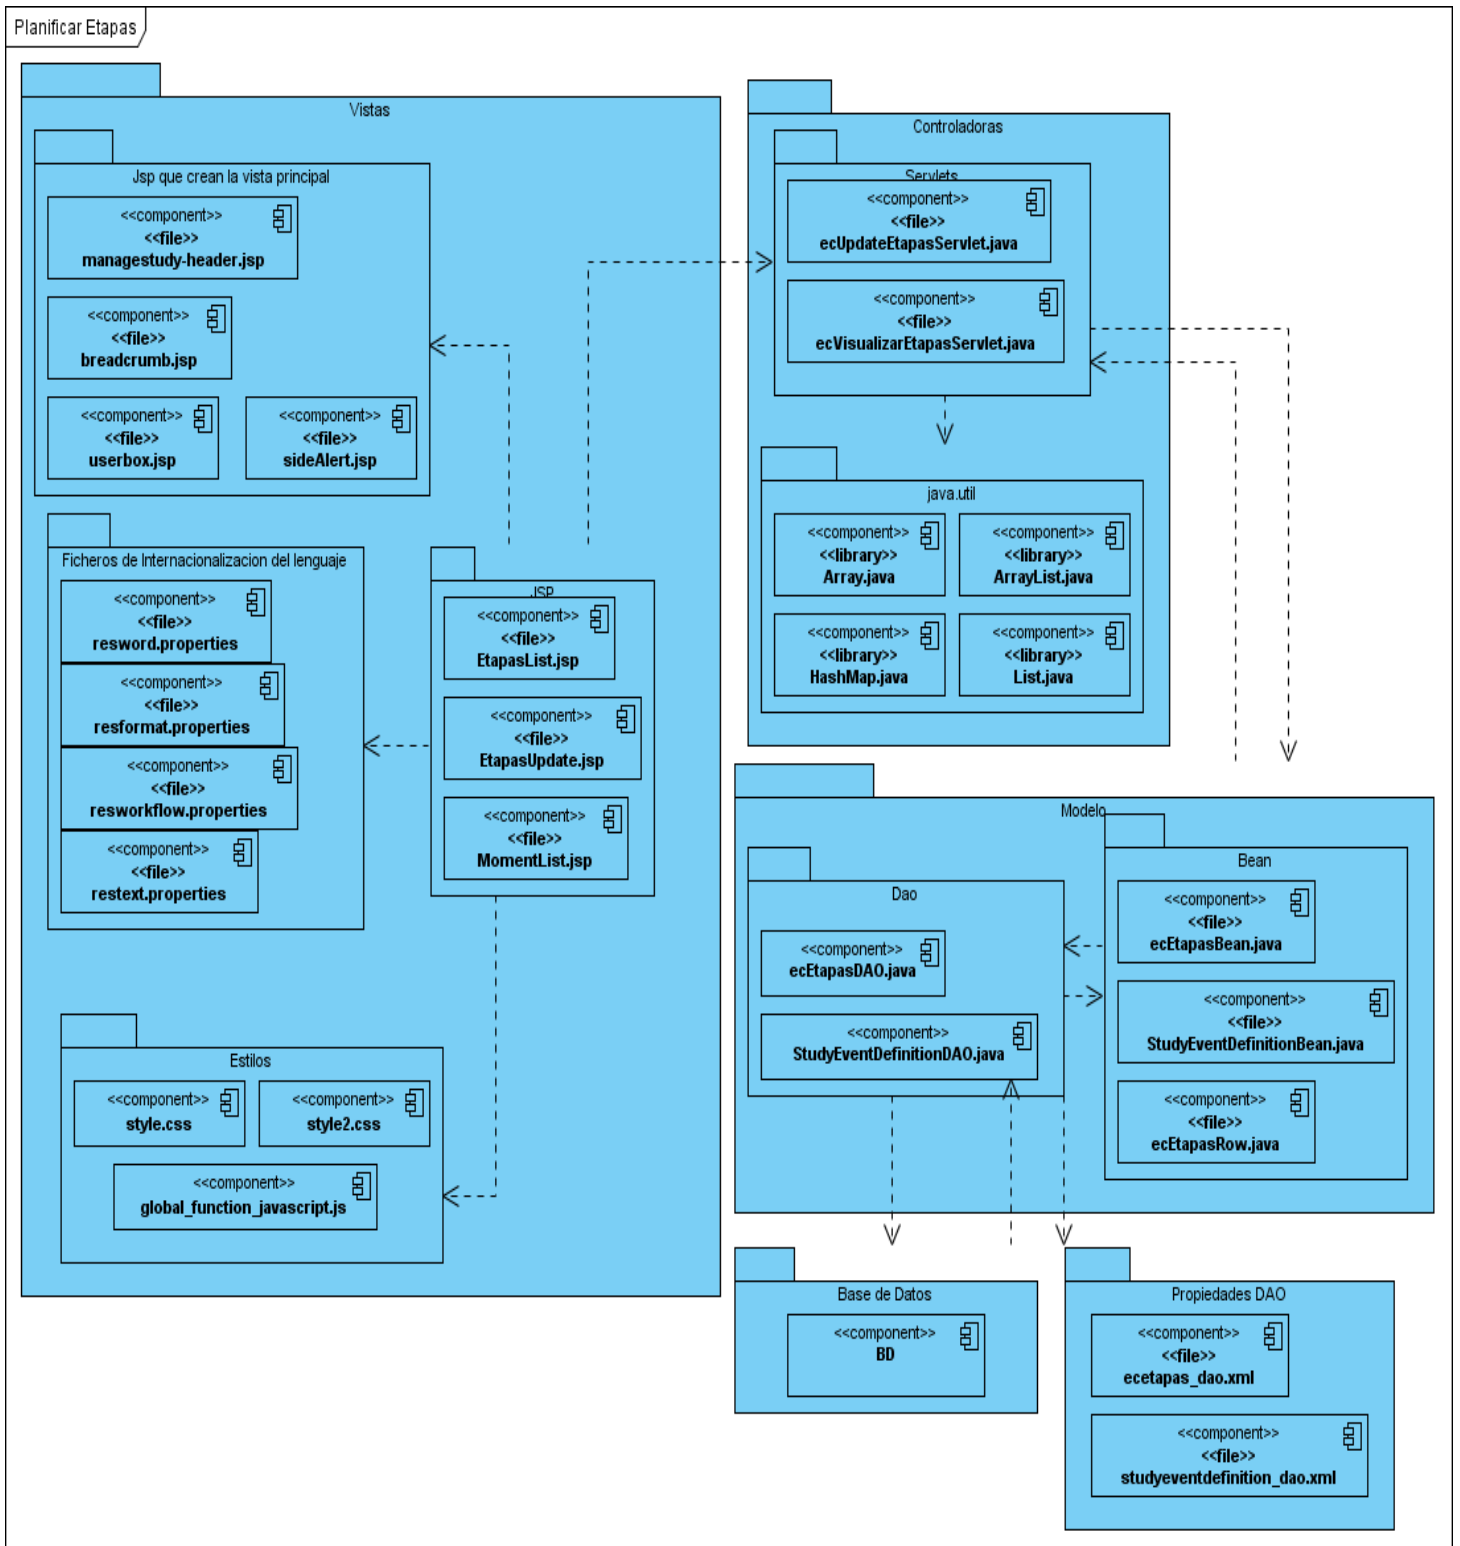 Planificar Etapas
Vistas
Jsp que crean la vista principal
<<component>>
<<file>>
managestudy-header.jsp
<<component>>
<<file>>
breadcrumb.jsp
<<component>>
<<file>>
userbox.jsp
<<component>>
<<file>>
sideAlert.jsp
Ficheros de Internacionalizacion del lenguaje
<<component>>
<<file>>
resword.properties
<<component>>
<<file>>
resformat.properties
<<component>>
<<file>>
resworkflow.properties
<<component>>
<<file>>
restext.properties
JSP
<<component>>
<<file>>
EtapasList.jsp
<<component>>
<<file>>
EtapasUpdate.jsp
<<component>>
<<file>>
MomentList.jsp
Estilos
<<component>>
style.css
<<component>>
style2.css
<<component>>
global_function_javascript.js
Controladoras
Servlets
<<component>>
<<file>>
ecUpdateEtapasServlet.java
<<component>>
<<file>>
ecVisualizarEtapasServlet.java
java.util
<<component>>
<<library>>
Array.java
<<component>>
<<library>>
ArrayList.java
<<component>>
<<library>>
HashMap.java
<<component>>
<<library>>
List.java
Modelo
Dao
<<component>>
ecEtapasDAO.java
<<component>>
StudyEventDefinitionDAO.java
Bean
<<component>>
<<file>>
ecEtapasBean.java
<<component>>
<<file>>
StudyEventDefinitionBean.java
<<component>>
<<file>>
ecEtapasRow.java
Base de Datos
<<component>>
BD
Propiedades DAO
<<component>>
<<file>>
ecetapas_dao.xml
<<component>>
<<file>>
studyeventdefinition_dao.xml